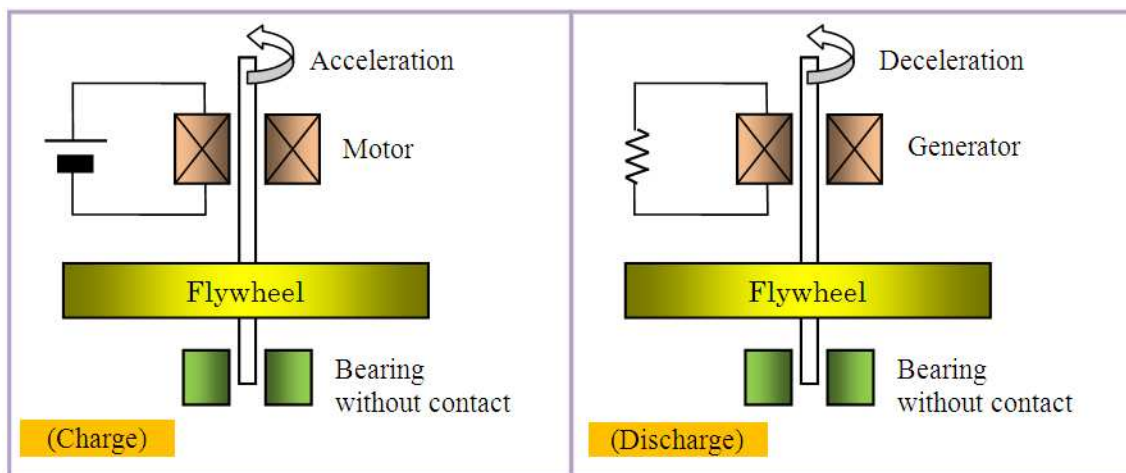 Acceleration
Motor
Flywheel
Bearing
without contact
(Charge)
Deceleration
Generator
Flywheel
Bearing
without contact
(Discharge)